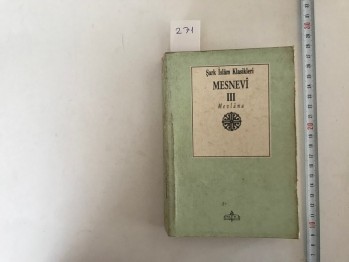 271
Şark İslâm Klasikleri
MESNEVÎ
III
Mevlâna